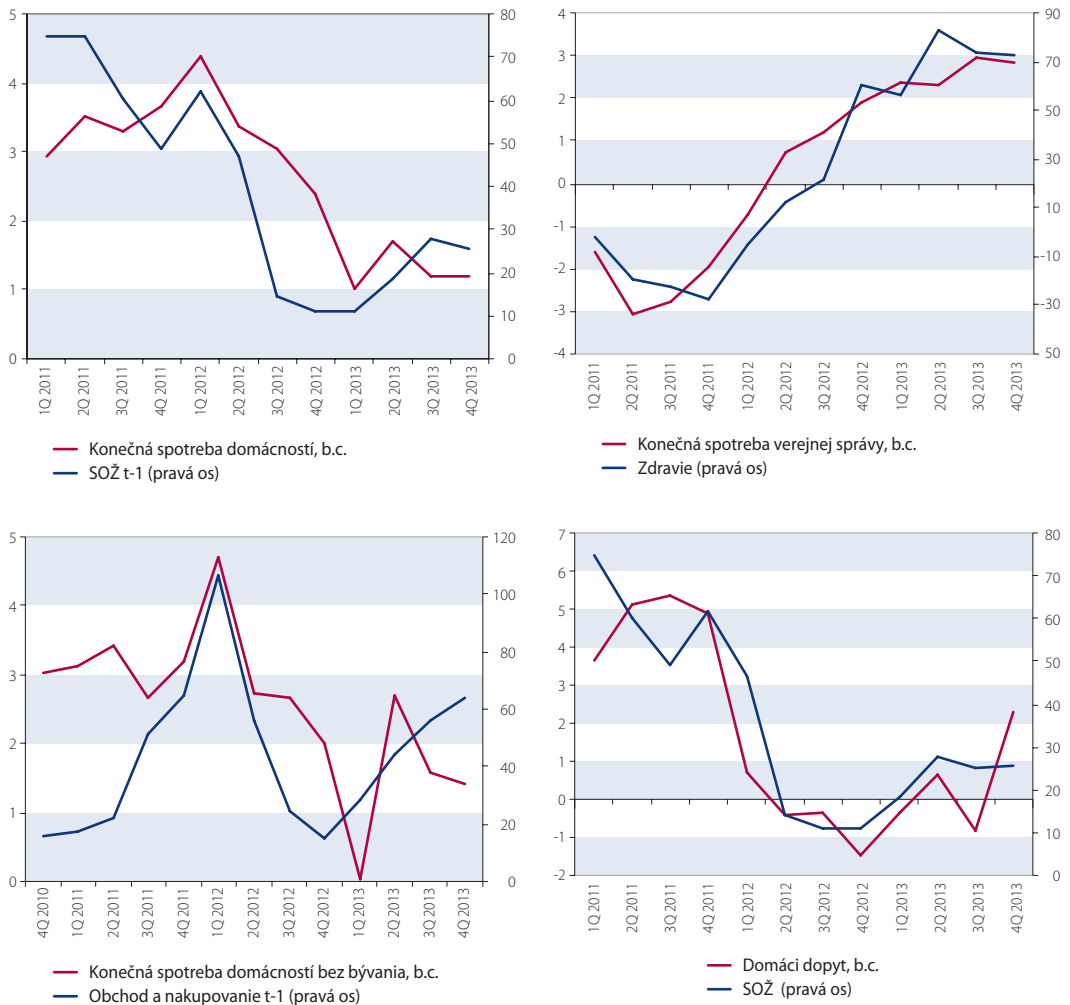 5
4
3
2
1
0
80
70
60
50
40
30
20
10
0
1Q 2011
2Q 2011
3Q 2011
4Q 2011
1Q 2012
2Q 2012
3Q 2012
4Q 2012
1Q 2013
2Q 2013
3Q 2013
4Q 2013
Konečná spotreba domácností, b.c.
SOŽ t-1 (pravá os)
4
3
2
1
0
-1
-2
-3
-4
90
70
50
30
10
-10
-30
50
1Q 2011
2Q 2011
3Q 2011
4Q 2011
1Q 2012
2Q 2012
3Q 2012
4Q 2012
1Q 2013
2Q 2013
3Q 2013
4Q 2013
Konečná spotreba verejnej správy, b.c.
Zdravie (pravá os)
5
4
3
2
1
0
120
100
80
60
40
20
0
4Q 2010
1Q 2011
2Q 2011
3Q 2011
4Q 2011
1Q 2012
2Q 2012
3Q 2012
4Q 2012
1Q 2013
2Q 2013
3Q 2013
4Q 2013
Konečná spotreba domácností bez bývania, b.c.
Obchod a nakupovanie t-1 (pravá os)
7
6
5
4
3
2
1
0
-1
-2
80
70
60
50
40
30
20
10
0
1Q 2011
2Q 2011
3Q 2011
4Q 2011
1Q 2012
2Q 2012
3Q 2012
4Q 2012
1Q 2013
2Q 2013
3Q 2013
4Q 2013
Domáci dopyt, b.c.
SOŽ (pravá os)